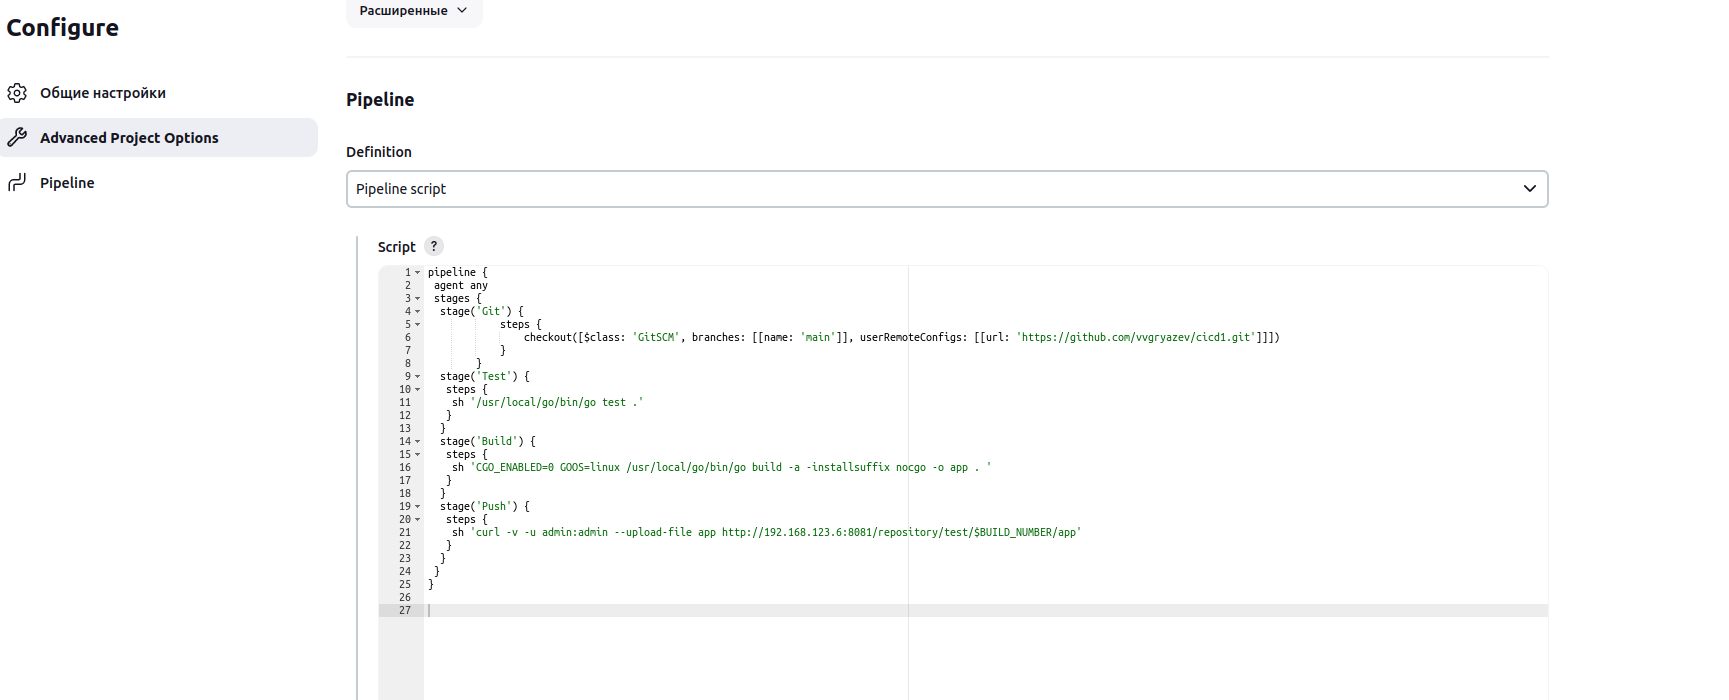 Configure
Общие настройки
Advanced Project Options
Pipeline
Расширенные
Pipeline
Definition
Pipeline script
Script ?
1 pipeline {
2  agent any
3  stages {
4   stage('Git') {
5             steps {
6                 checkout([$class: 'GitSCM', branches: [[name: 'main']], userRemoteConfigs: [[url: 'https://github.com/vvgryazev/cicd1.git']]])
7             }
8         }
9   stage('Test') {
10    steps {
11     sh '/usr/local/go/bin/go test .'
12    }
13   }
14   stage('Build') {
15    steps {
16     sh 'CGO_ENABLED=0 GOOS=linux /usr/local/go/bin/go build -a -installsuffix nocgo -o app . '
17    }
18   }
19   stage('Push') {
20    steps {
21     sh 'curl -v -u admin:admin --upload-file app http://192.168.123.6:8081/repository/test/$BUILD_NUMBER/app'
22    }
23   }
24  }
25 }
26
27